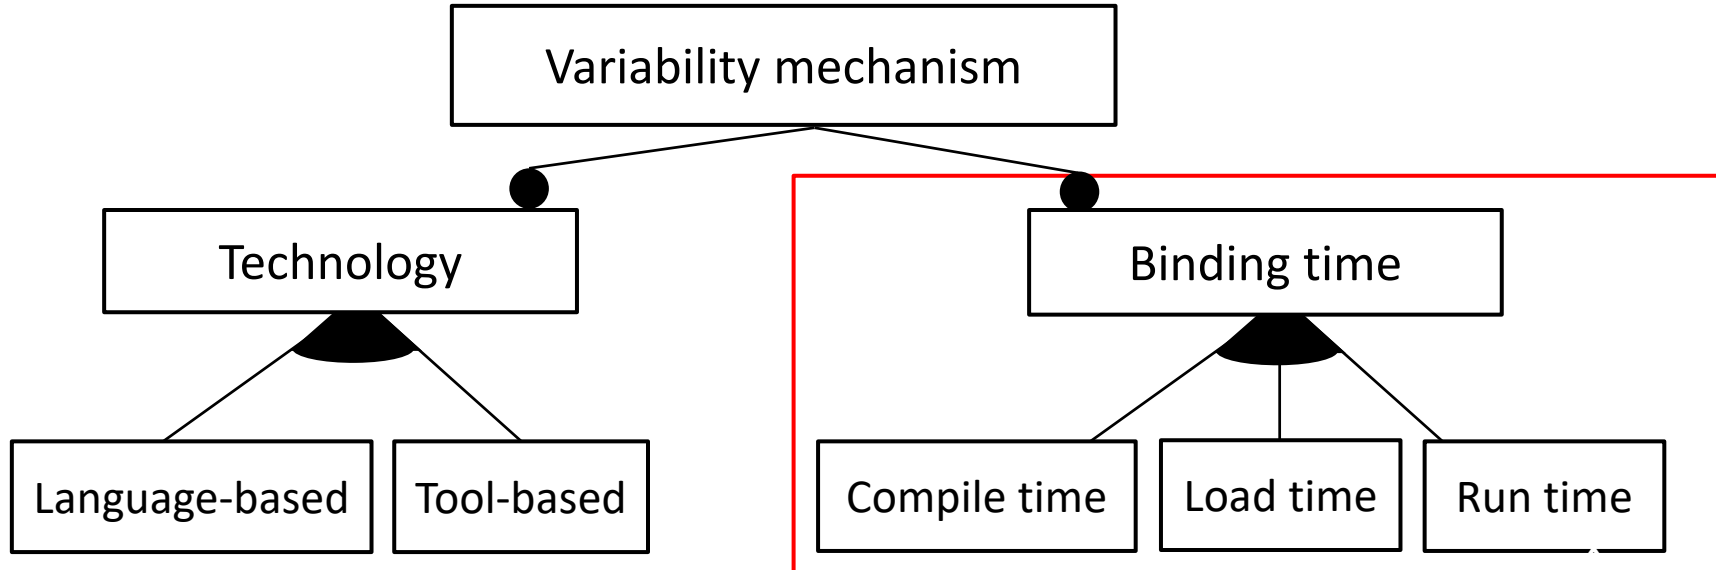 Variability mechanism
Technology
Binding time
Language-based
Tool-based
Compile time
Load time
Run time